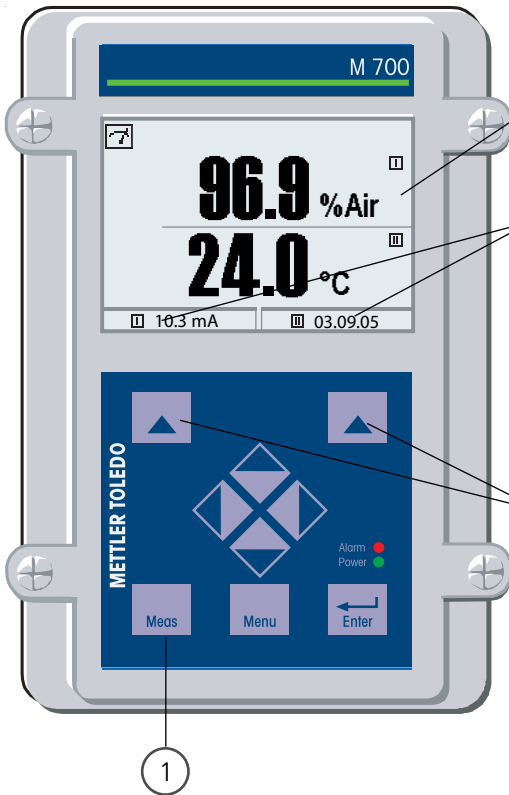 M 700
I
96.9 %Air
II
24.0 °C
I 10.3 mA II 03.09.05
METTLER TOLEDO
Alarm
Power
Meas Menu Enter
1